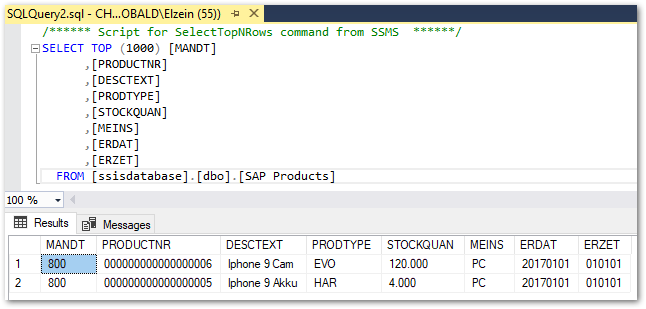 SQLQuery2.sql - CH...OBALD\Elzein (55))
/****** Script for SelectTopNRows command from SSMS ******/
SELECT TOP (1000) [MANDT]
,[PRODUCTNR]
,[DESCTEXT]
,[PRODTYPE]
,[STOCKQUAN]
,[MEINS]
,[ERDAT]
,[ERZET]
FROM [ssisdatabase].[dbo].[SAP Products]
100 %
Results Messages
MANDT PRODUCTNR DESCTEXT PRODTYPE STOCKQUAN MEINS ERDAT ERZET
1 800 000000000000000006 Iphone 9 Cam EVO 120.000 PC 20170101 010101
2 800 000000000000000005 Iphone 9 Akku HAR 4.000 PC 20170101 010101